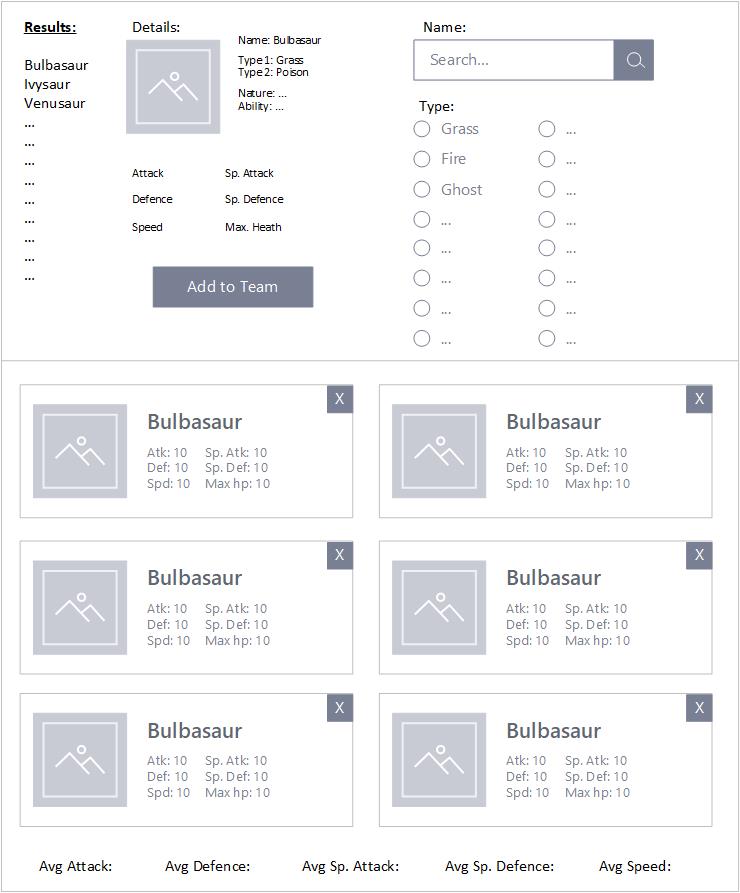 Results:
Bulbasaur
Ivysaur
Venusaur
...
...
...
...
...
...
...
...
...
Details:
Name: Bulbasaur
Type 1: Grass
Type 2: Poison
Nature: ...
Ability: ...
Attack Sp. Attack
Defence Sp. Defence
Speed Max. Heath
Add to Team
Name:
Search...
Type:
Grass ...
Fire ...
Ghost ...
... ...
... ...
... ...
... ...
... ...
X
Bulbasaur
Atk: 10 Sp. Atk: 10
Def: 10 Sp. Def: 10
Spd: 10 Max hp: 10
X
Bulbasaur
Atk: 10 Sp. Atk: 10
Def: 10 Sp. Def: 10
Spd: 10 Max hp: 10
X
Bulbasaur
Atk: 10 Sp. Atk: 10
Def: 10 Sp. Def: 10
Spd: 10 Max hp: 10
X
Bulbasaur
Atk: 10 Sp. Atk: 10
Def: 10 Sp. Def: 10
Spd: 10 Max hp: 10
X
Bulbasaur
Atk: 10 Sp. Atk: 10
Def: 10 Sp. Def: 10
Spd: 10 Max hp: 10
X
Bulbasaur
Atk: 10 Sp. Atk: 10
Def: 10 Sp. Def: 10
Spd: 10 Max hp: 10
Avg Attack: Avg Defence: Avg Sp. Attack: Avg Sp. Defence: Avg Speed: